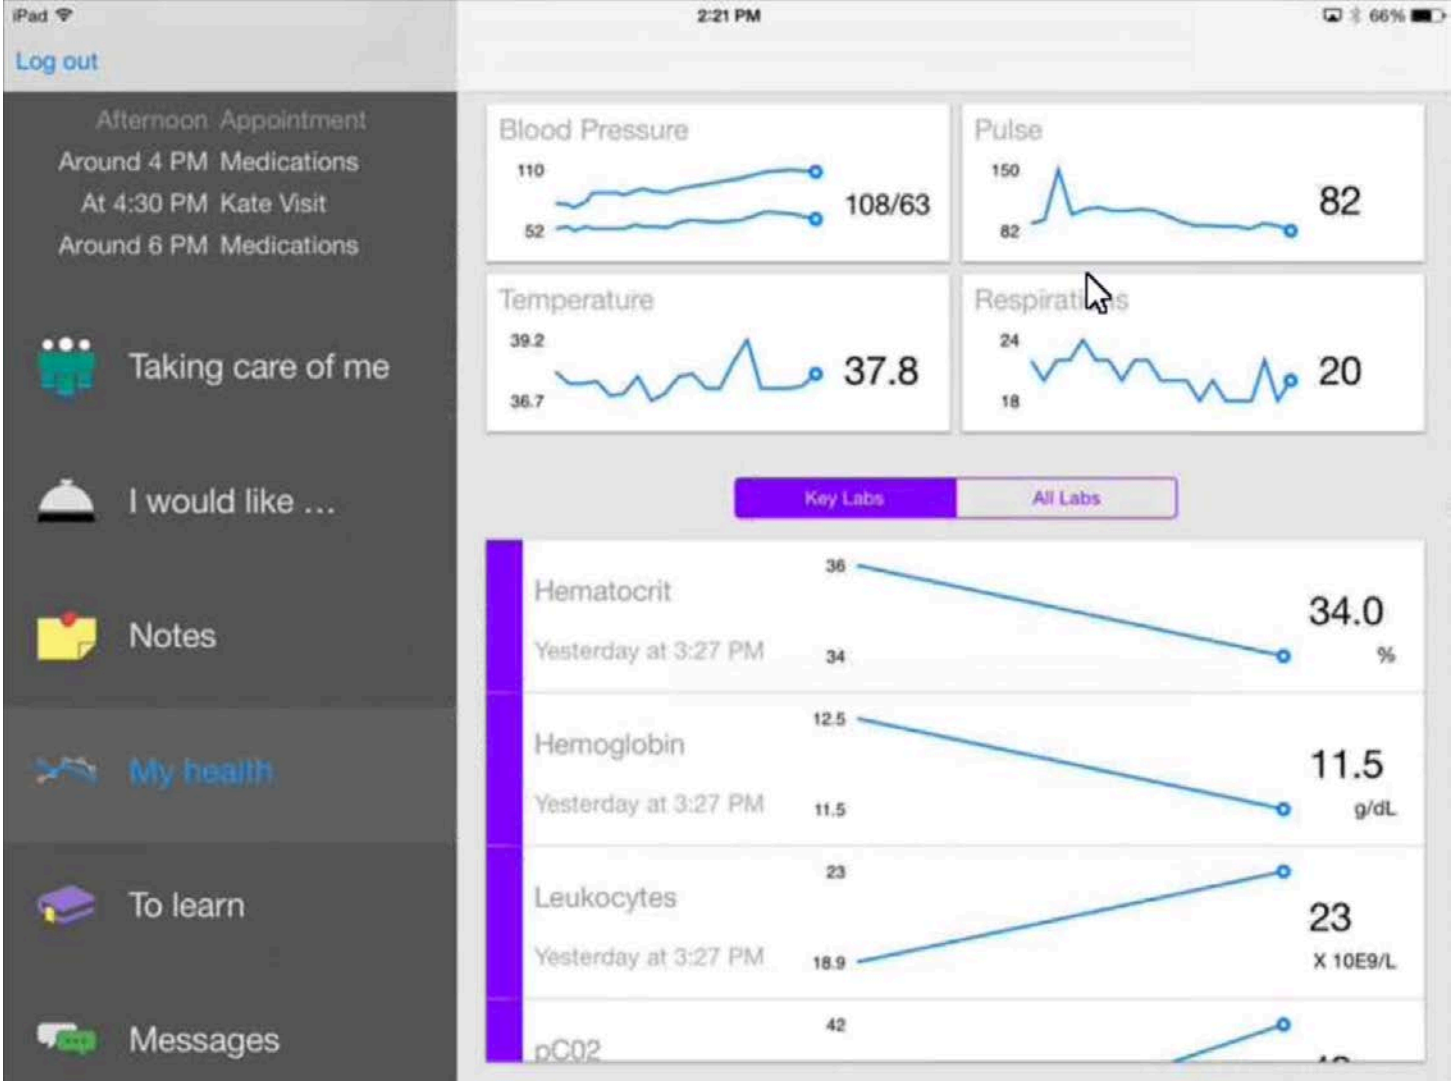 iPad 2:21 PM 66%
Log out
Afternoon Appointment
Around 4 PM Medications
At 4:30 PM Kate Visit
Around 6 PM Medications
Taking care of me
I would like ...
Notes
My health
To learn
Messages
Blood Pressure
110
52
108/63
Pulse
150
82
82
Temperature
39.2
36.7
37.8
24
18
20
Key Labs
All Labs
Hematocrit
Yesterday at 3:27 PM
36
34
34.0
%
Hemoglobin
Yesterday at 3:27 PM
12.5
11.5
11.5
g/dL
Leukocytes
Yesterday at 3:27 PM
23
18.9
23
X 10E9/L
pC02
42